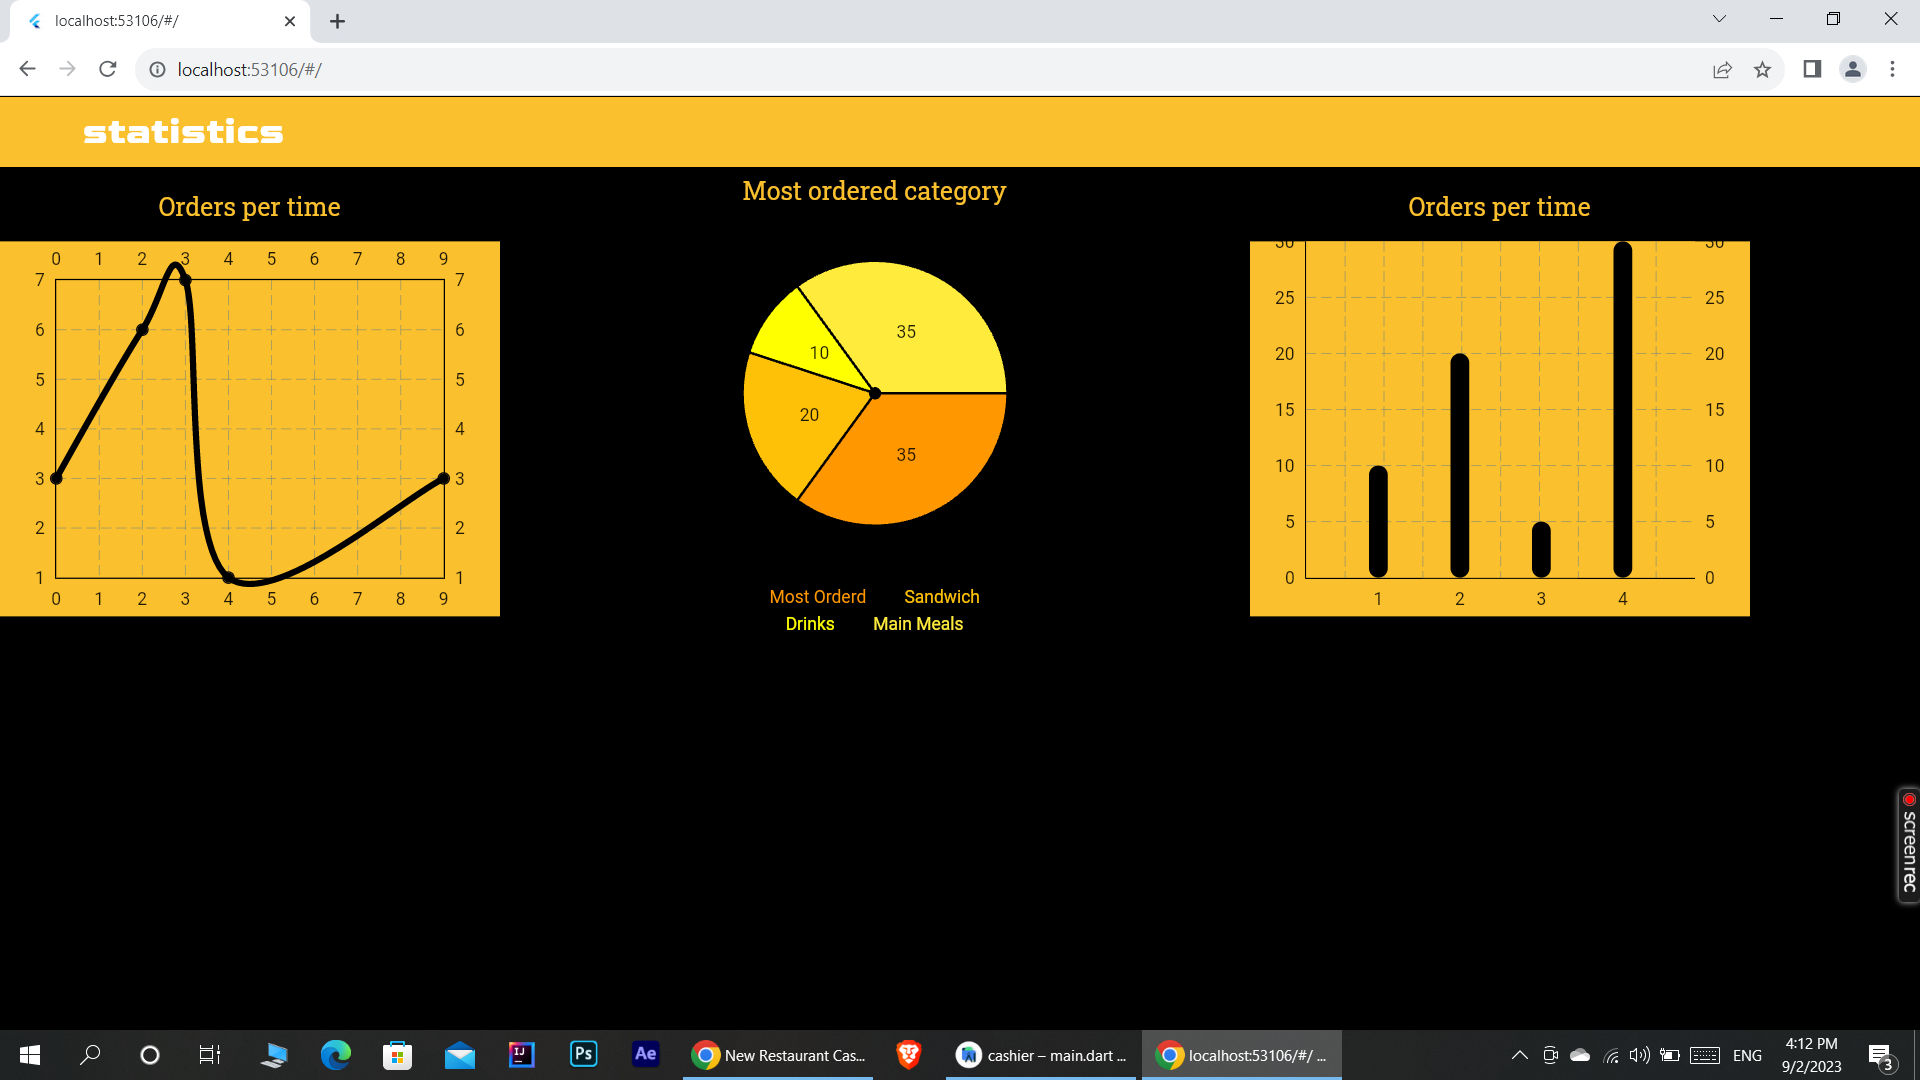 localhost:53106/#/
localhost:53106/#/
statistics
Orders per time
0 1 2 3 4 5 6 7 8 9
7 7
6 6
5 5
4 4
3 3
2 2
1 1
0 1 2 3 4 5 6 7 8 9
Most ordered category
35
10
20
35
Most Orderd Sandwich
Drinks Main Meals
Orders per time
30 30
25 25
20 20
15 15
10 10
5 5
0 0
1 2 3 4
screenrec
IJ Ps Ae New Restaurant Cas... cashier – main.dart ... localhost:53106/#/ ... ENG 4:12 PM
9/2/2023
3